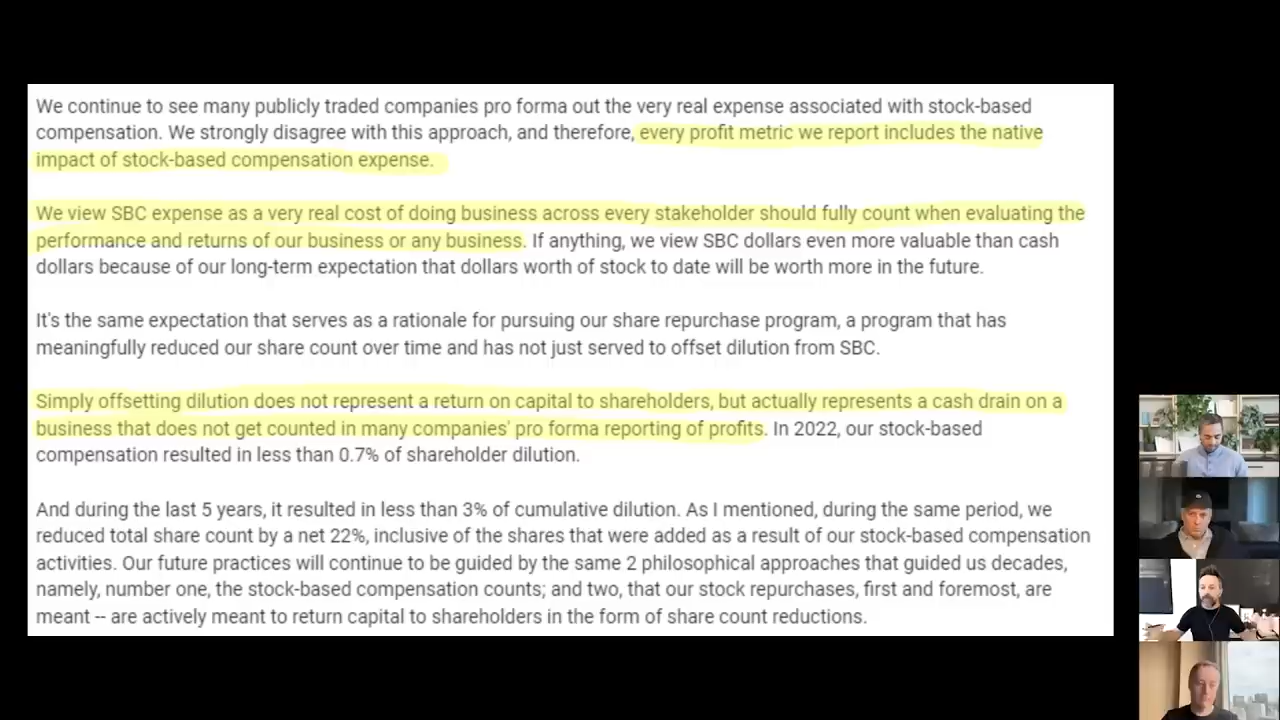 We continue to see many publicly traded companies pro forma out the very real expense associated with stock-based
compensation. We strongly disagree with this approach, and therefore, every profit metric we report includes the native
impact of stock-based compensation expense.
We view SBC expense as a very real cost of doing business across every stakeholder should fully count when evaluating the
performance and returns of our business or any business. If anything, we view SBC dollars even more valuable than cash
dollars because of our long-term expectation that dollars worth of stock to date will be worth more in the future.
It's the same expectation that serves as a rationale for pursuing our share repurchase program, a program that has
meaningfully reduced our share count over time and has not just served to offset dilution from SBC.
Simply offsetting dilution does not represent a return on capital to shareholders, but actually represents a cash drain on a
business that does not get counted in many companies' pro forma reporting of profits. In 2022, our stock-based
compensation resulted in less than 0.7% of shareholder dilution.
And during the last 5 years, it resulted in less than 3% of cumulative dilution. As I mentioned, during the same period, we
reduced total share count by a net 22%, inclusive of the shares that were added as a result of our stock-based compensation
activities. Our future practices will continue to be guided by the same 2 philosophical approaches that guided us decades,
namely, number one, the stock-based compensation counts; and two, that our stock repurchases, first and foremost, are
meant -- are actively meant to return capital to shareholders in the form of share count reductions.